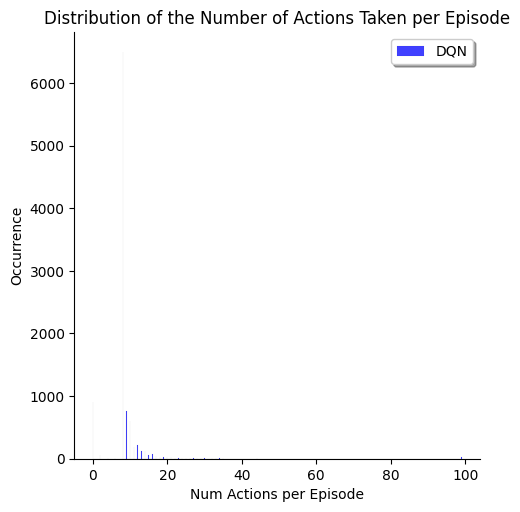 Distribution of the Number of Actions Taken per Episode
DQN
6000
5000
4000
3000
2000
1000
0
Occurrence
0 20 40 60 80 100
Num Actions per Episode